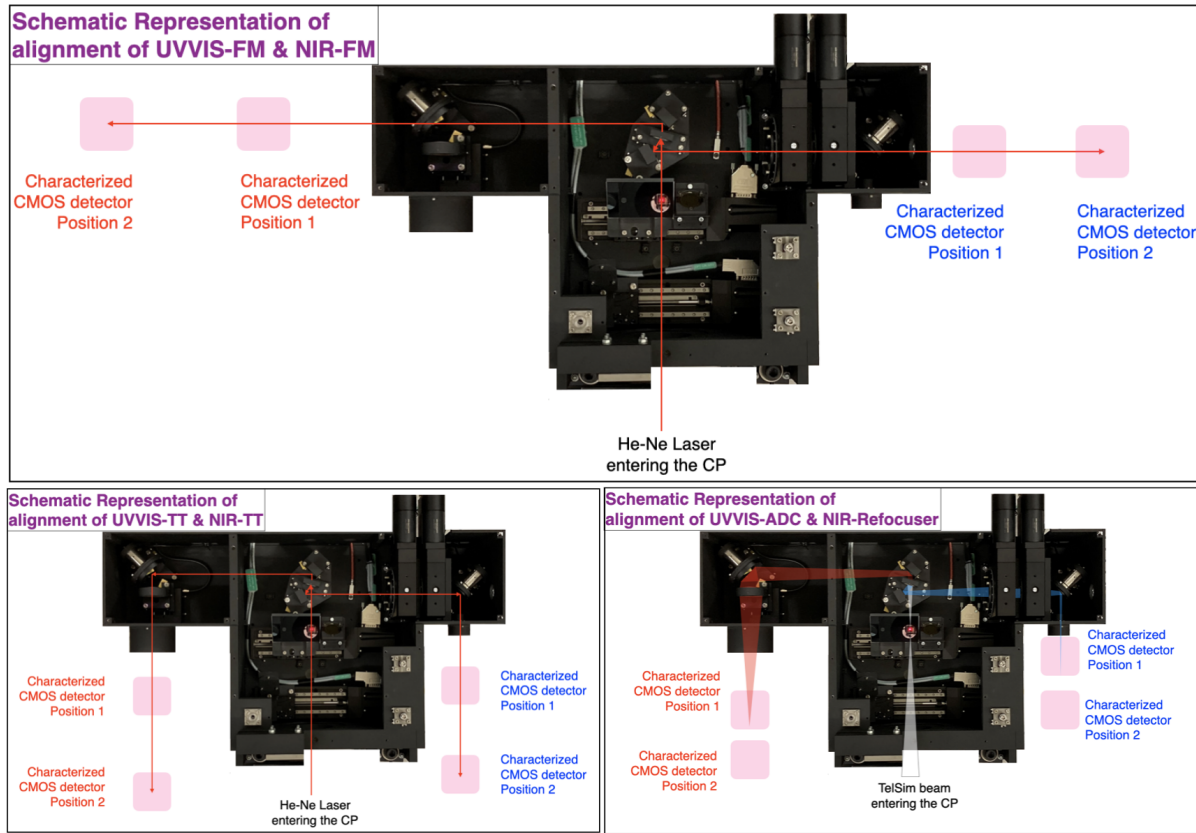 Schematic Representation of
alignment of UVVIS-FM & NIR-FM
Characterized
CMOS detector
Position 2
Characterized
CMOS detector
Position 1
Characterized
CMOS detector
Position 1
Characterized
CMOS detector
Position 2
He-Ne Laser
entering the CP
Schematic Representation of
alignment of UVVIS-TT & NIR-TT
Characterized
CMOS detector
Position 1
Characterized
CMOS detector
Position 2
Characterized
CMOS detector
Position 1
Characterized
CMOS detector
Position 2
He-Ne Laser
entering the CP
Schematic Representation of
alignment of UVVIS-ADC & NIR-Refocuser
Characterized
CMOS detector
Position 1
Characterized
CMOS detector
Position 2
Characterized
CMOS detector
Position 1
Characterized
CMOS detector
Position 2
TelSim beam
entering the CP